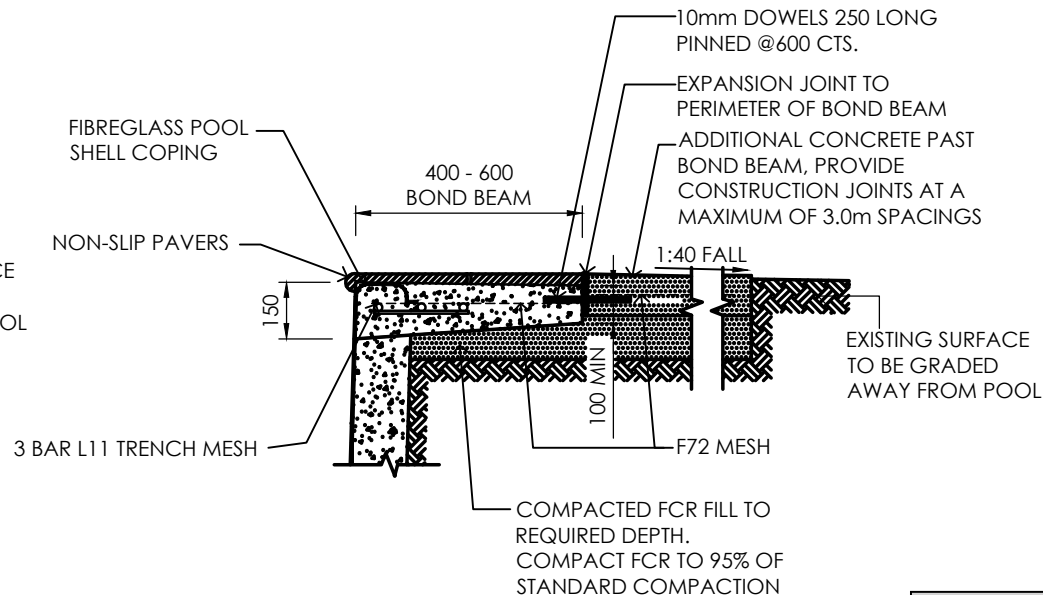 10mm DOWELS 250 LONG
PINNED @600 CTS.
EXPANSION JOINT TO
PERIMETER OF BOND BEAM
FIBREGLASS POOL
SHELL COPING
ADDITIONAL CONCRETE PAST
BOND BEAM, PROVIDE
CONSTRUCTION JOINTS AT A
MAXIMUM OF 3.0m SPACINGS
400 - 600
BOND BEAM
NON-SLIP PAVERS
1:40 FALL
150
EXISTING SURFACE
TO BE GRADED
AWAY FROM POOL
100 MIN
3 BAR L11 TRENCH MESH
F72 MESH
COMPACTED FCR FILL TO
REQUIRED DEPTH.
COMPACT FCR TO 95% OF
STANDARD COMPACTION